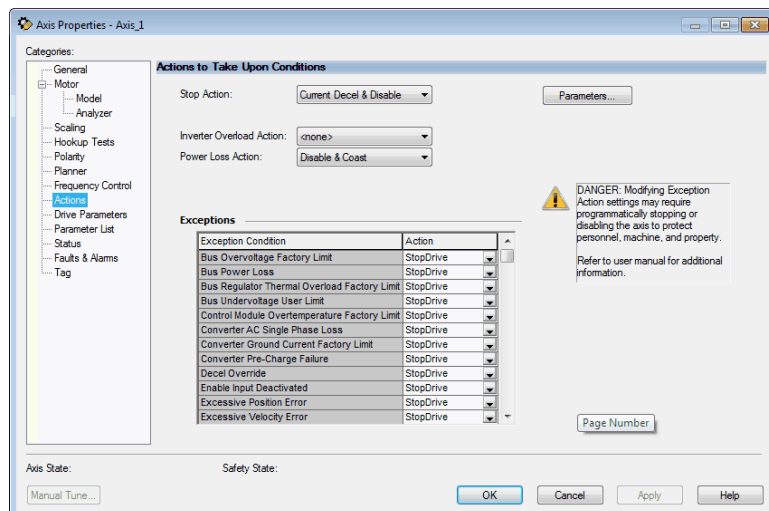 Axis Properties - Axis_1
Categories:
General
Motor
Model
Analyzer
Scaling
Hookup Tests
Polarity
Planner
Frequency Control
Actions
Drive Parameters
Parameter List
Status
Faults & Alarms
Tag
Actions to Take Upon Conditions
Stop Action: Current Decel & Disable Parameters...
Inverter Overload Action: <none>
Power Loss Action: Disable & Coast
DANGER: Modifying Exception
Action settings may require
programmatically stopping or
disabling the axis to protect
personnel, machine, and property.
Refer to user manual for additional
information.
Exceptions
Exception Condition Action
Bus Overvoltage Factory Limit StopDrive
Bus Power Loss StopDrive
Bus Regulator Thermal Overload Factory Limit StopDrive
Bus Undervoltage User Limit StopDrive
Control Module Overtemperature Factory Limit StopDrive
Converter AC Single Phase Loss StopDrive
Converter Ground Current Factory Limit StopDrive
Converter Pre-Charge Failure StopDrive
Decel Override StopDrive
Enable Input Deactivated StopDrive
Excessive Position Error StopDrive
Excessive Velocity Error StopDrive
Page Number
Axis State: Safety State:
Manual Tune... OK Cancel Apply Help